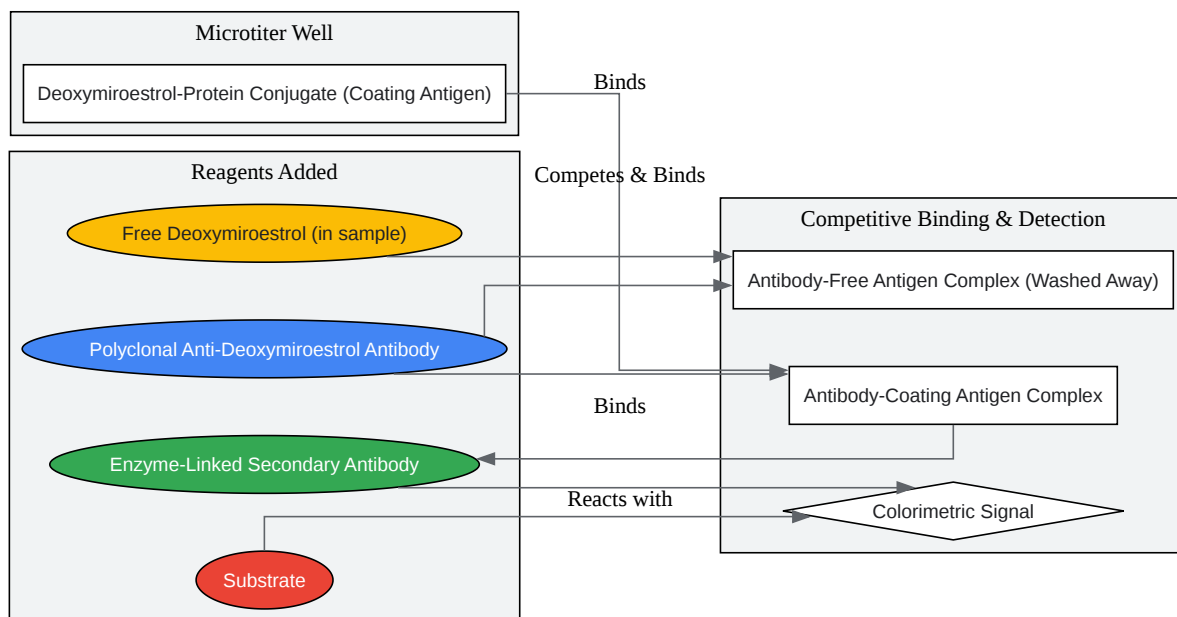 Microtiter Well
Deoxymiroestrol-Protein Conjugate (Coating Antigen)
Binds
Reagents Added
Competes & Binds
Free Deoxymiroestrol (in sample)
Competitive Binding & Detection
Antibody-Free Antigen Complex (Washed Away)
Polyclonal Anti-Deoxymiroestrol Antibody
Antibody-Coating Antigen Complex
Binds
Enzyme-Linked Secondary Antibody
Reacts with
Colorimetric Signal
Substrate